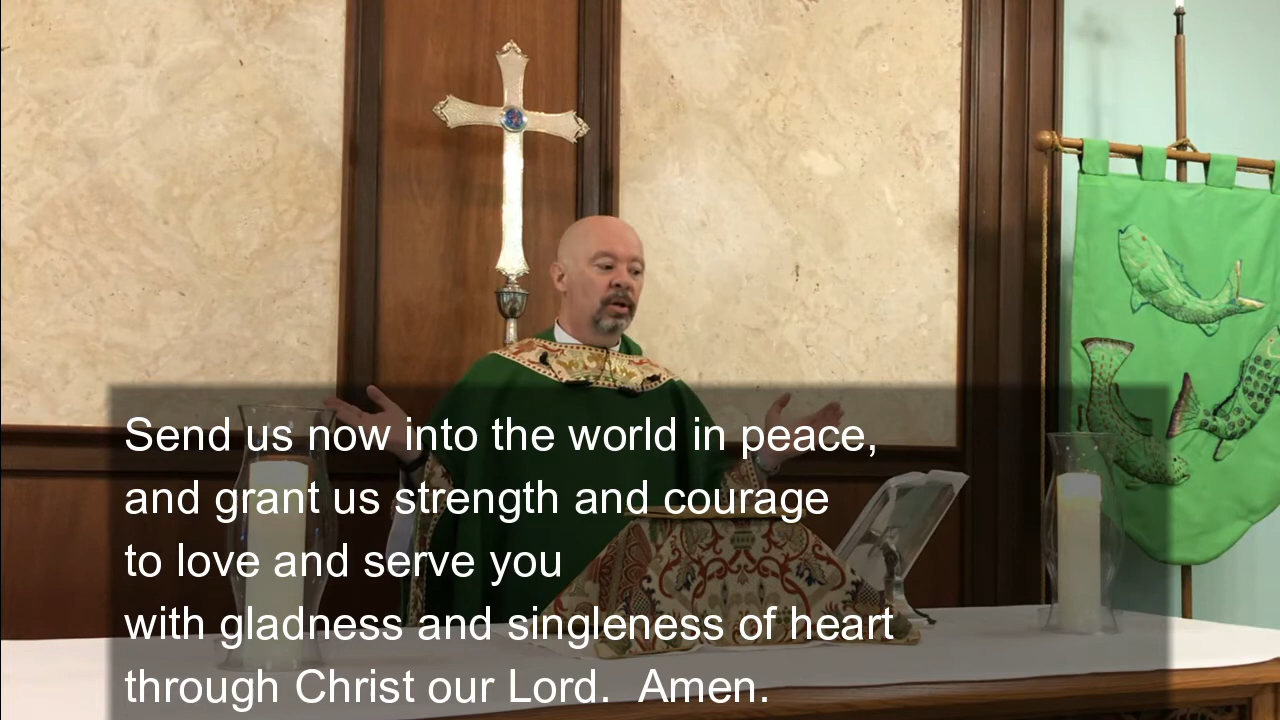 Send us now into the world in peace,
and grant us strength and courage
to love and serve you
with gladness and singleness of heart
through Christ our Lord.  Amen.